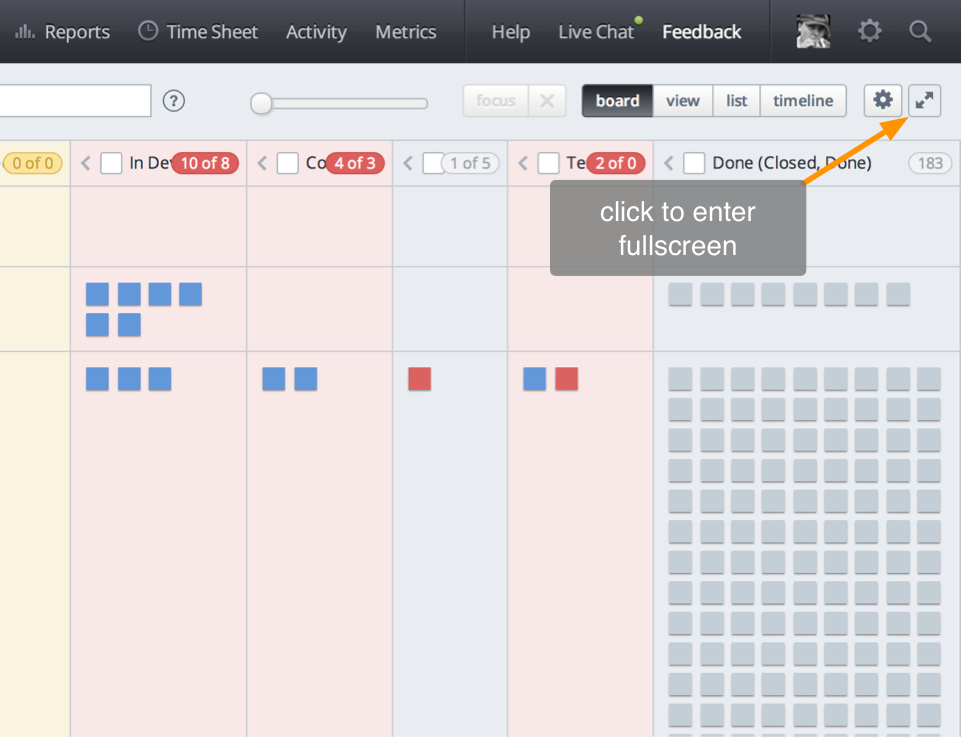 Reports Time Sheet Activity Metrics Help Live Chat Feedback
? focus board view list timeline
0 of 0 In De 10 of 8 Co 4 of 3 1 of 5 Te 2 of 0 Done (Closed, Done) 183
click to enter
fullscreen